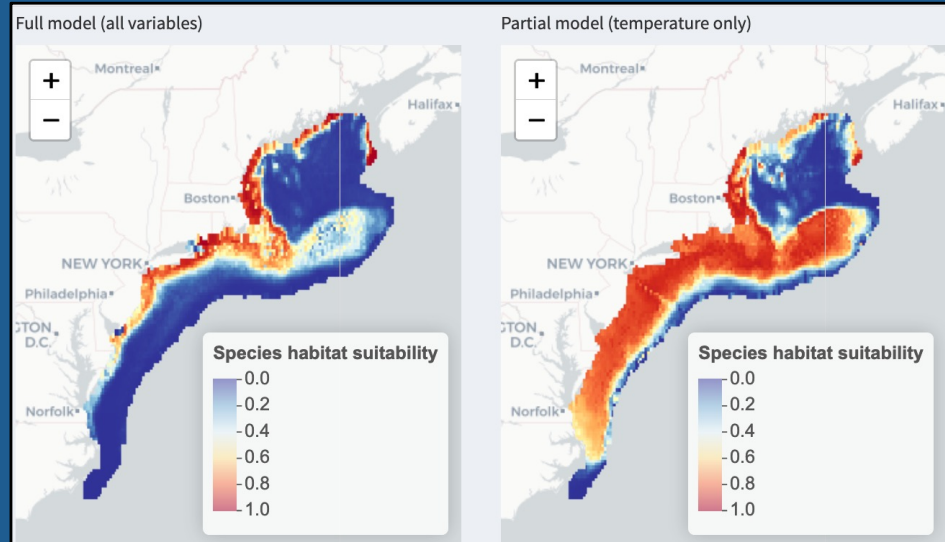 Full model (all variables)
+
−
Montreal
Halifax
Boston
NEW YORK
Philadelphia
D.C.
Norfolk
Species habitat suitability
0.0
0.2
0.4
0.6
0.8
1.0
Partial model (temperature only)
+
−
Montreal
Halifax
Boston
NEW YORK
Philadelphia
D.C.
Norfolk
Species habitat suitability
0.0
0.2
0.4
0.6
0.8
1.0